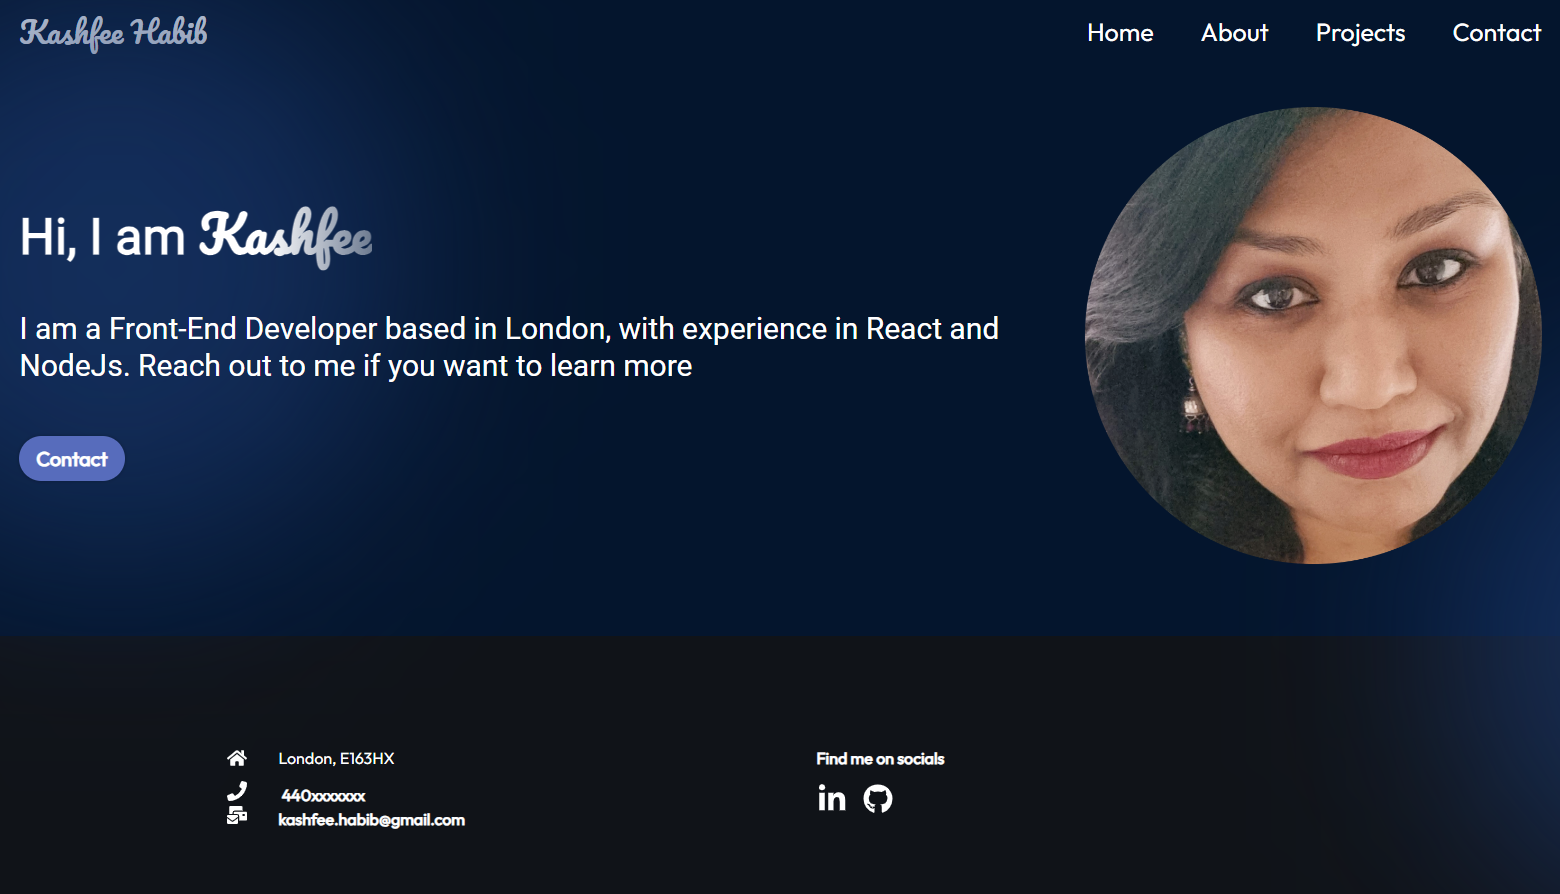 Kashfee Habib
Home About Projects Contact
Hi, I am Kashfee
I am a Front-End Developer based in London, with experience in React and
NodeJs. Reach out to me if you want to learn more
Contact
London, E163HX
440xxxxxxx
kashfee.habib@gmail.com
Find me on socials
in